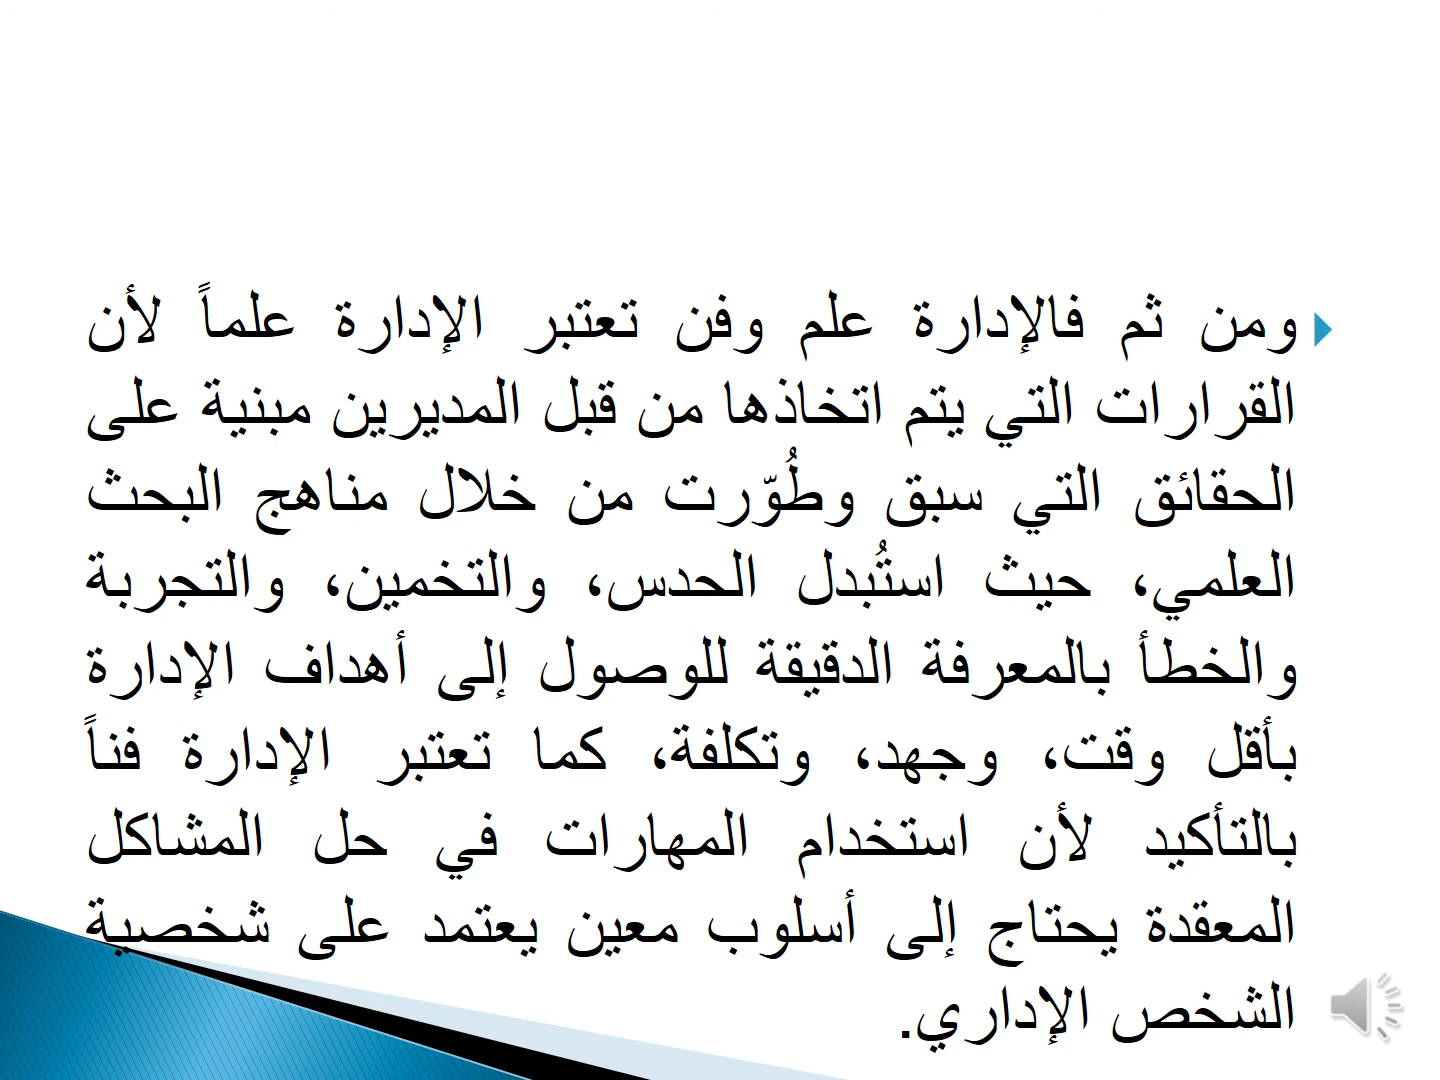 ومن ثم فالإدارة علم وفن تعتبر الإدارة علماً لأن
القرارات التي يتم اتخاذها من قبل المديرين مبنية على
الحقائق التي سبق وطُوّرت من خلال مناهج البحث
العلمي، حيث استُبدل الحدس، والتخمين، والتجربة
والخطأ بالمعرفة الدقيقة للوصول إلى أهداف الإدارة
بأقل وقت، وجهد، وتكلفة، كما تعتبر الإدارة فناً
بالتأكيد لأن استخدام المهارات في حل المشاكل
المعقدة يحتاج إلى أسلوب معين يعتمد على شخصية
الشخص الإداري.